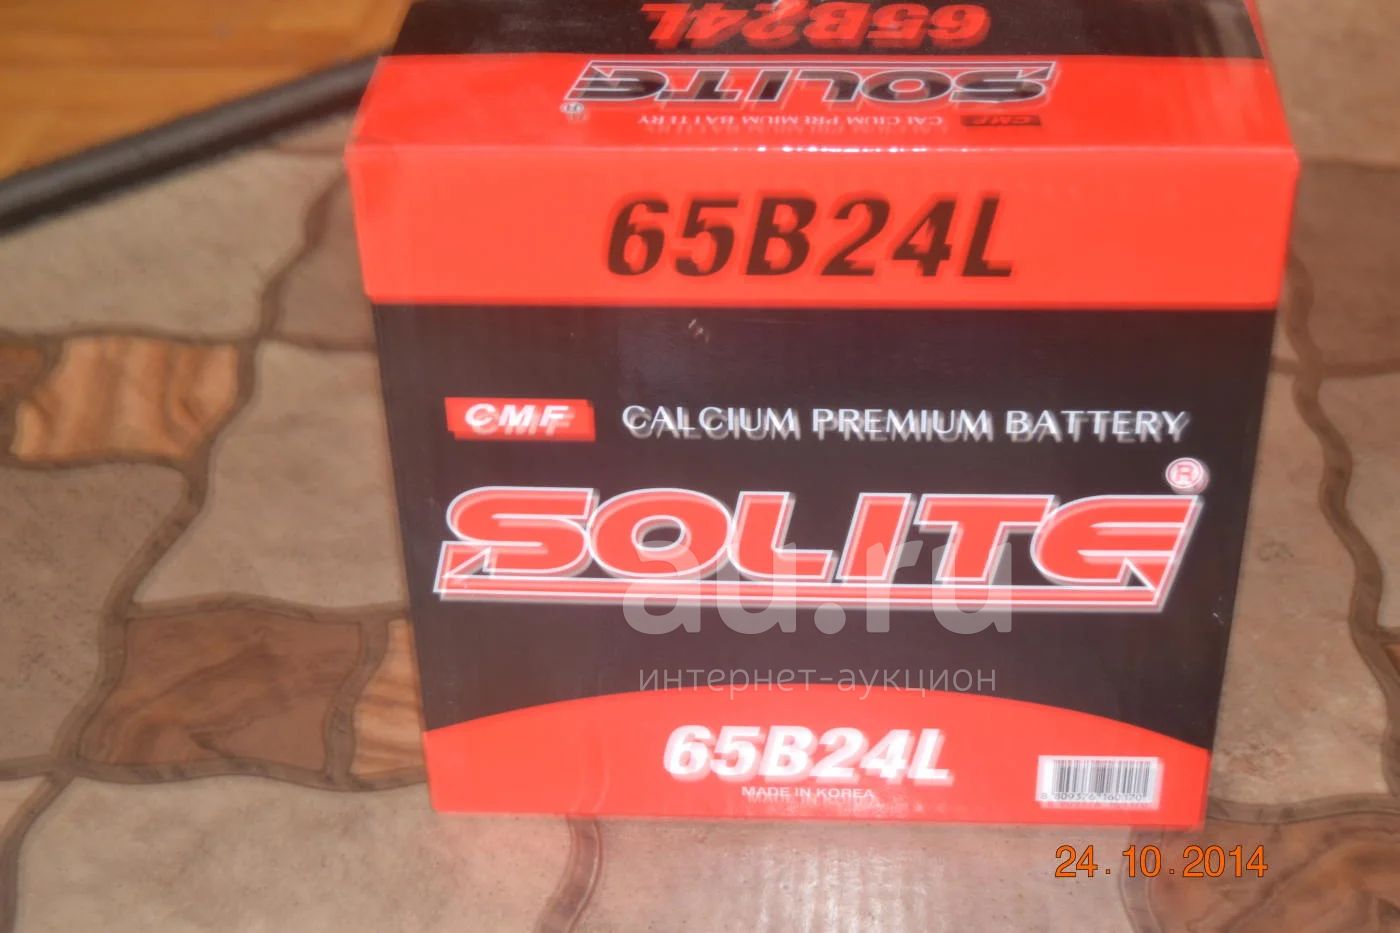 65B24L
SOLITE ®
CMF CALCIUM PREMIUM BATTERY
65B24L
CMF CALCIUM PREMIUM BATTERY
SOLITE ®
au.ru
интернет-аукцион
65B24L
MADE IN KOREA
24.10.2014